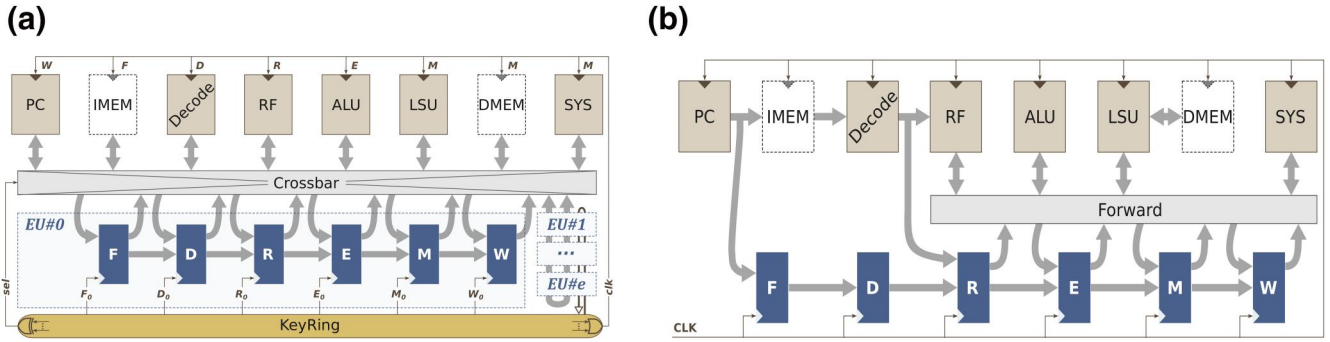 (a)
W F D R E M M M
PC IMEM Decode RF ALU LSU DMEM SYS
Crossbar
EU#0
F D R E M W
EU#1
...
EU#e
sel
F0 D0 R0 E0 M0 W0
clk
KeyRing
(b)
PC IMEM Decode RF ALU LSU DMEM SYS
Forward
F D R E M W
CLK